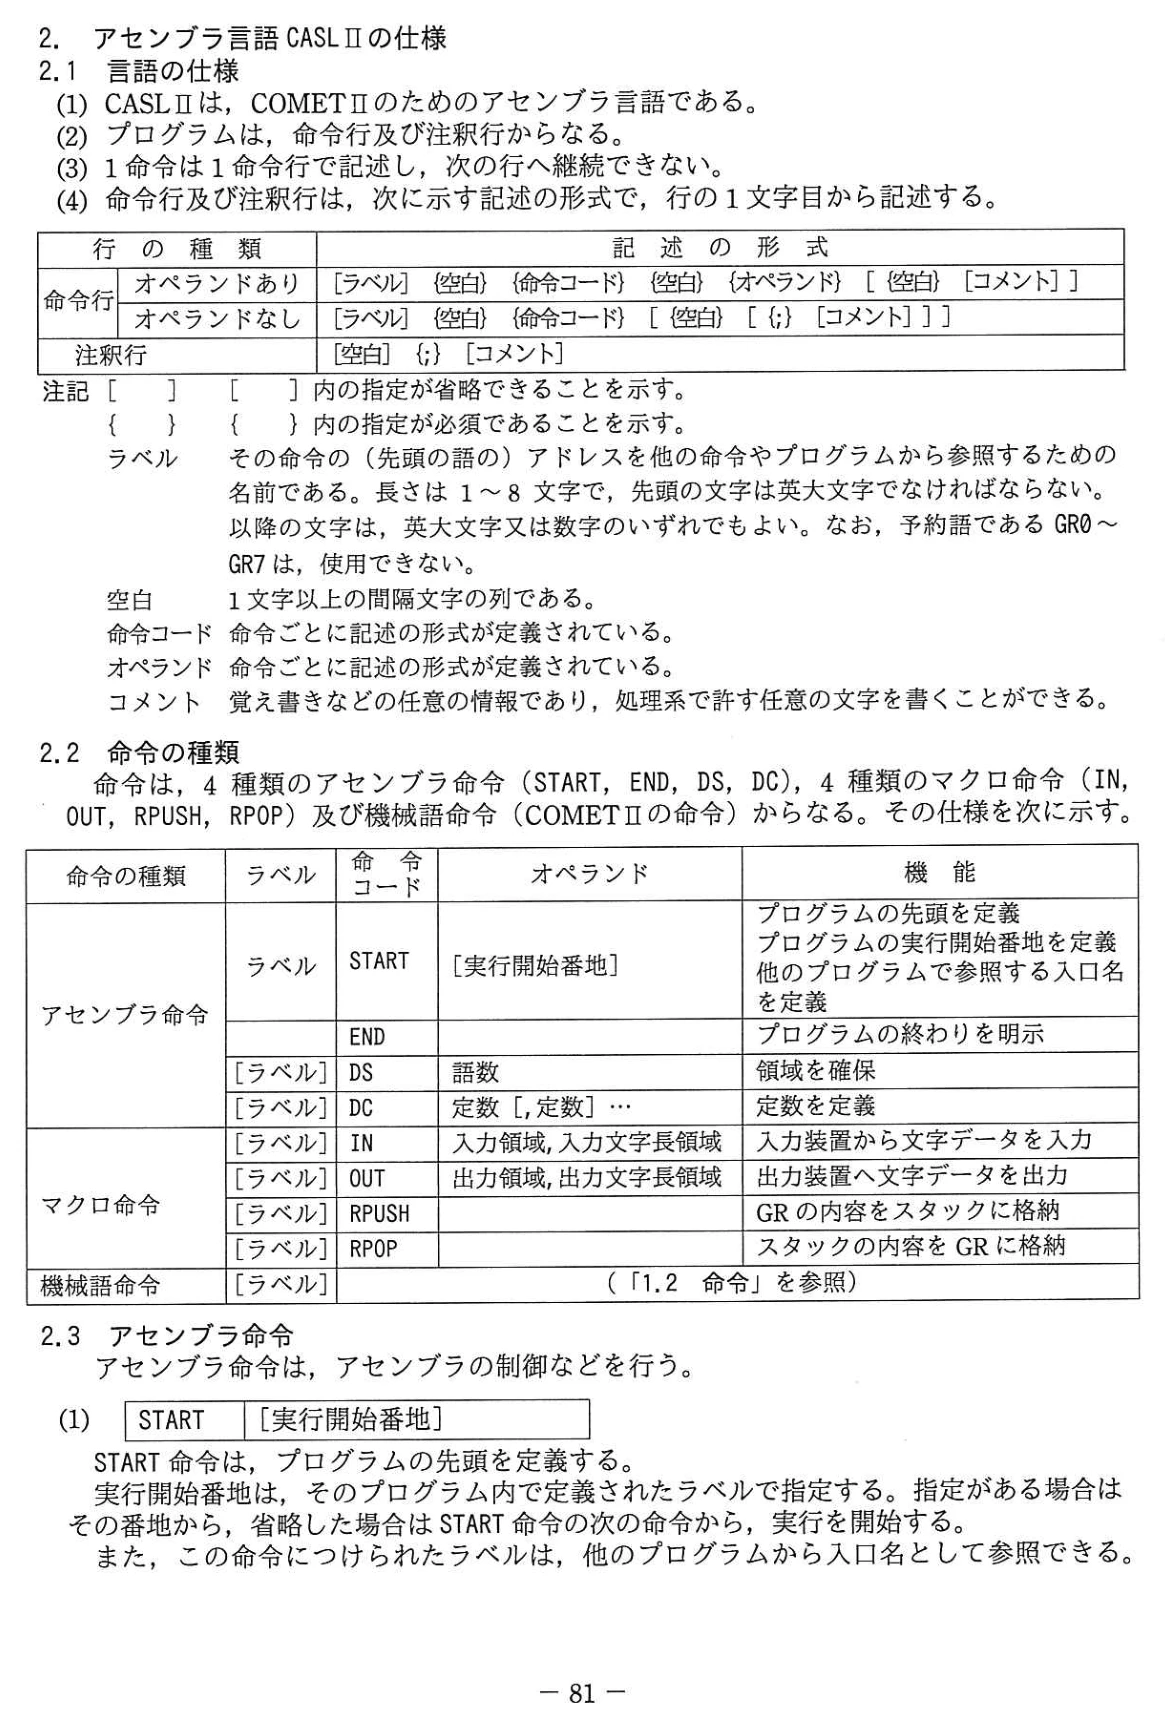 2. アセンブラ言語 CASLⅡの仕様
2.1 言語の仕様
(1) CASLⅡは，COMETⅡのためのアセンブラ言語である。
(2) プログラムは，命令行及び注釈行からなる。
(3) 1 命令は 1 命令行で記述し，次の行へ継続できない。
(4) 命令行及び注釈行は，次に示す記述の形式で，行の 1 文字目から記述する。
行 の 種 類 記 述 の 形 式
命令行 オペランドあり [ラベル] {空白} {命令コード} {空白} {オペランド} [ {空白} [コメント] ]
オペランドなし [ラベル] {空白} {命令コード} [ {空白} [ {;} [コメント] ] ]
注釈行 [空白] {;} [コメント]
注記 [ ] [ ] 内の指定が省略できることを示す。
{ } { } 内の指定が必須であることを示す。
ラベル その命令の（先頭の語の）アドレスを他の命令やプログラムから参照するための
名前である。長さは 1～8 文字で，先頭の文字は英大文字でなければならない。
以降の文字は，英大文字又は数字のいずれでもよい。なお，予約語である GR0～
GR7 は，使用できない。
空白 1 文字以上の間隔文字の列である。
命令コード 命令ごとに記述の形式が定義されている。
オペランド 命令ごとに記述の形式が定義されている。
コメント 覚え書きなどの任意の情報であり，処理系で許す任意の文字を書くことができる。
2.2 命令の種類
命令は，4 種類のアセンブラ命令（START，END，DS，DC），4 種類のマクロ命令（IN，
OUT，RPUSH，RPOP）及び機械語命令（COMETⅡの命令）からなる。その仕様を次に示す。
命令の種類 ラベル 命 令 コード オペランド 機 能
アセンブラ命令 ラベル START [実行開始番地] プログラムの先頭を定義
プログラムの実行開始番地を定義
他のプログラムで参照する入口名
を定義
END プログラムの終わりを明示
[ラベル] DS 語数 領域を確保
[ラベル] DC 定数 [,定数] … 定数を定義
マクロ命令 [ラベル] IN 入力領域,入力文字長領域 入力装置から文字データを入力
[ラベル] OUT 出力領域,出力文字長領域 出力装置へ文字データを出力
[ラベル] RPUSH GR の内容をスタックに格納
[ラベル] RPOP スタックの内容を GR に格納
機械語命令 [ラベル] （「1.2 命令」を参照）
2.3 アセンブラ命令
アセンブラ命令は，アセンブラの制御などを行う。
(1) START [実行開始番地]
START 命令は，プログラムの先頭を定義する。
実行開始番地は，そのプログラム内で定義されたラベルで指定する。指定がある場合は
その番地から，省略した場合は START 命令の次の命令から，実行を開始する。
また，この命令につけられたラベルは，他のプログラムから入口名として参照できる。
－ 81 －